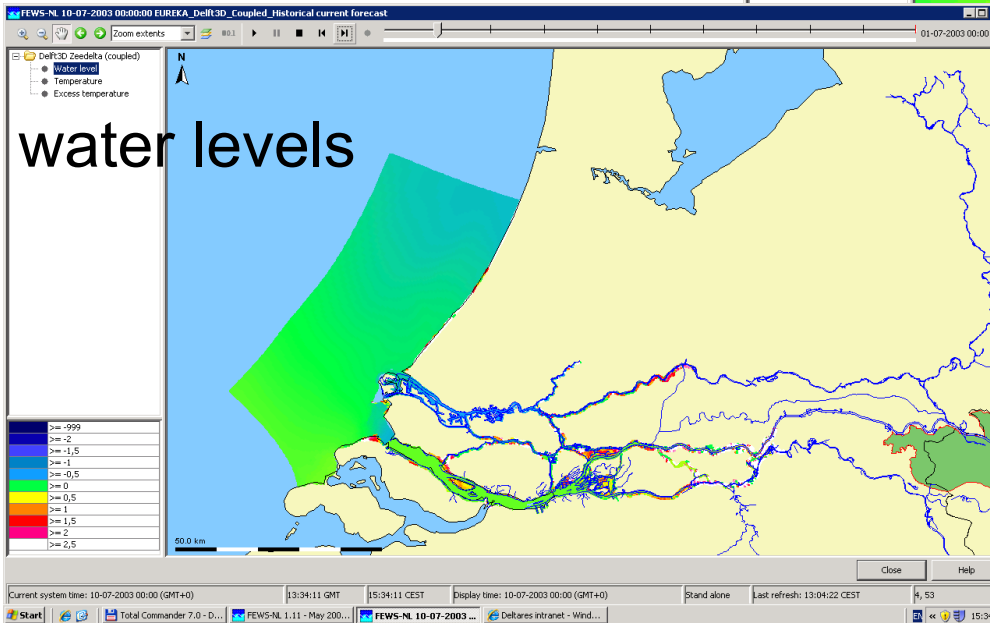 FEWS-NL 10-07-2003 00:00:00 EUREKA_Delft3D_Coupled_Historical current forecast
Zoom extents
01-07-2003 00:00
Delft3D Zeedelta (coupled)
Water level
Temperature
Excess temperature
N
water levels
>= -999
>= -2
>= -1,5
>= -1
>= -0,5
>= 0
>= 0,5
>= 1
>= 1,5
>= 2
>= 2,5
50.0 km
Close Help
Current system time: 10-07-2003 00:00 (GMT+0) 13:34:11 GMT 15:34:11 CEST Display time: 10-07-2003 00:00 (GMT+0) Stand alone Last refresh: 13:04:22 CEST 4, 53
Start Total Commander 7.0 - D... FEWS-NL 1.11 - May 200... FEWS-NL 10-07-2003 ... Deltares intranet - Wind... EN « 15:34